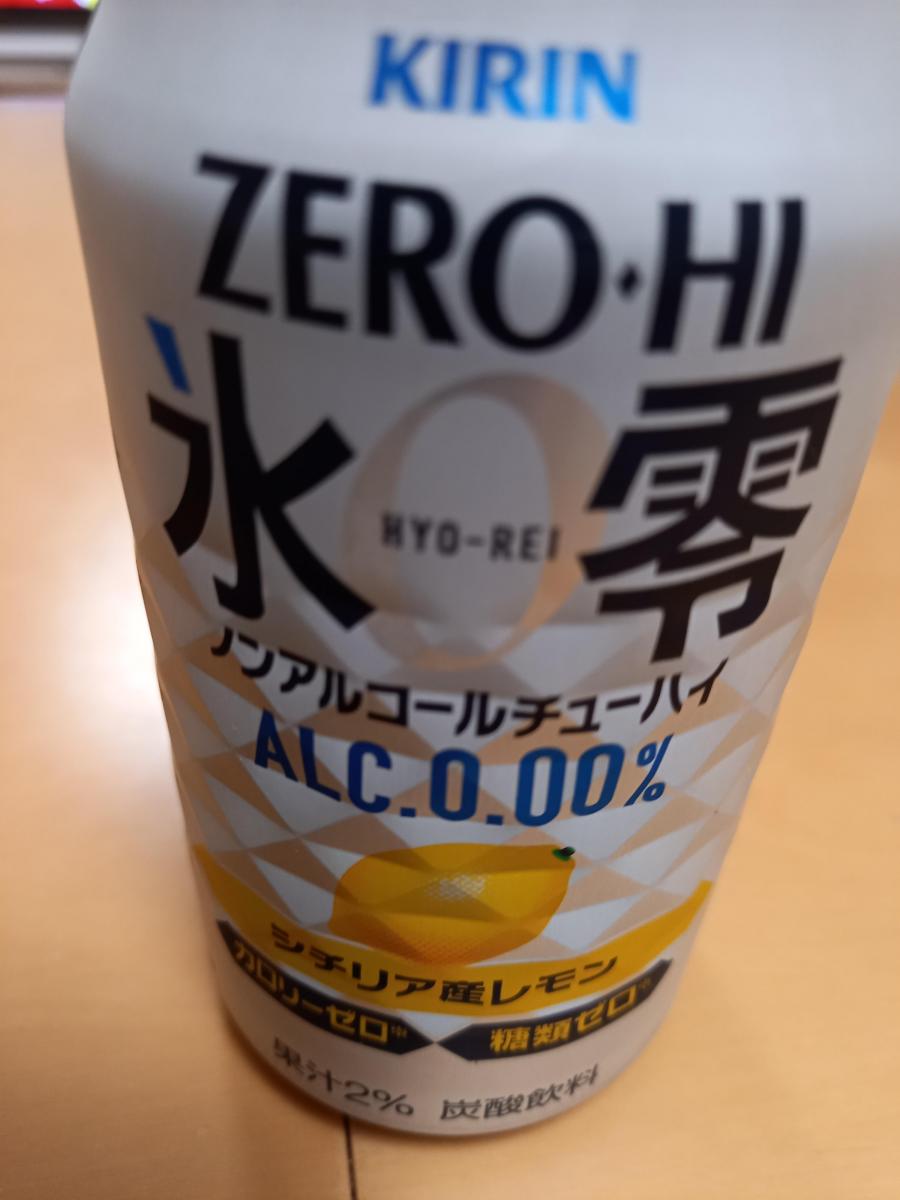 KIRIN
ZERO・HI
氷零
HYO-REI
ノンアルコールチューハイ
ALC.0.00%
シチリア産レモン
カロリーゼロ※ 糖類ゼロ※
果汁2% 炭酸飲料